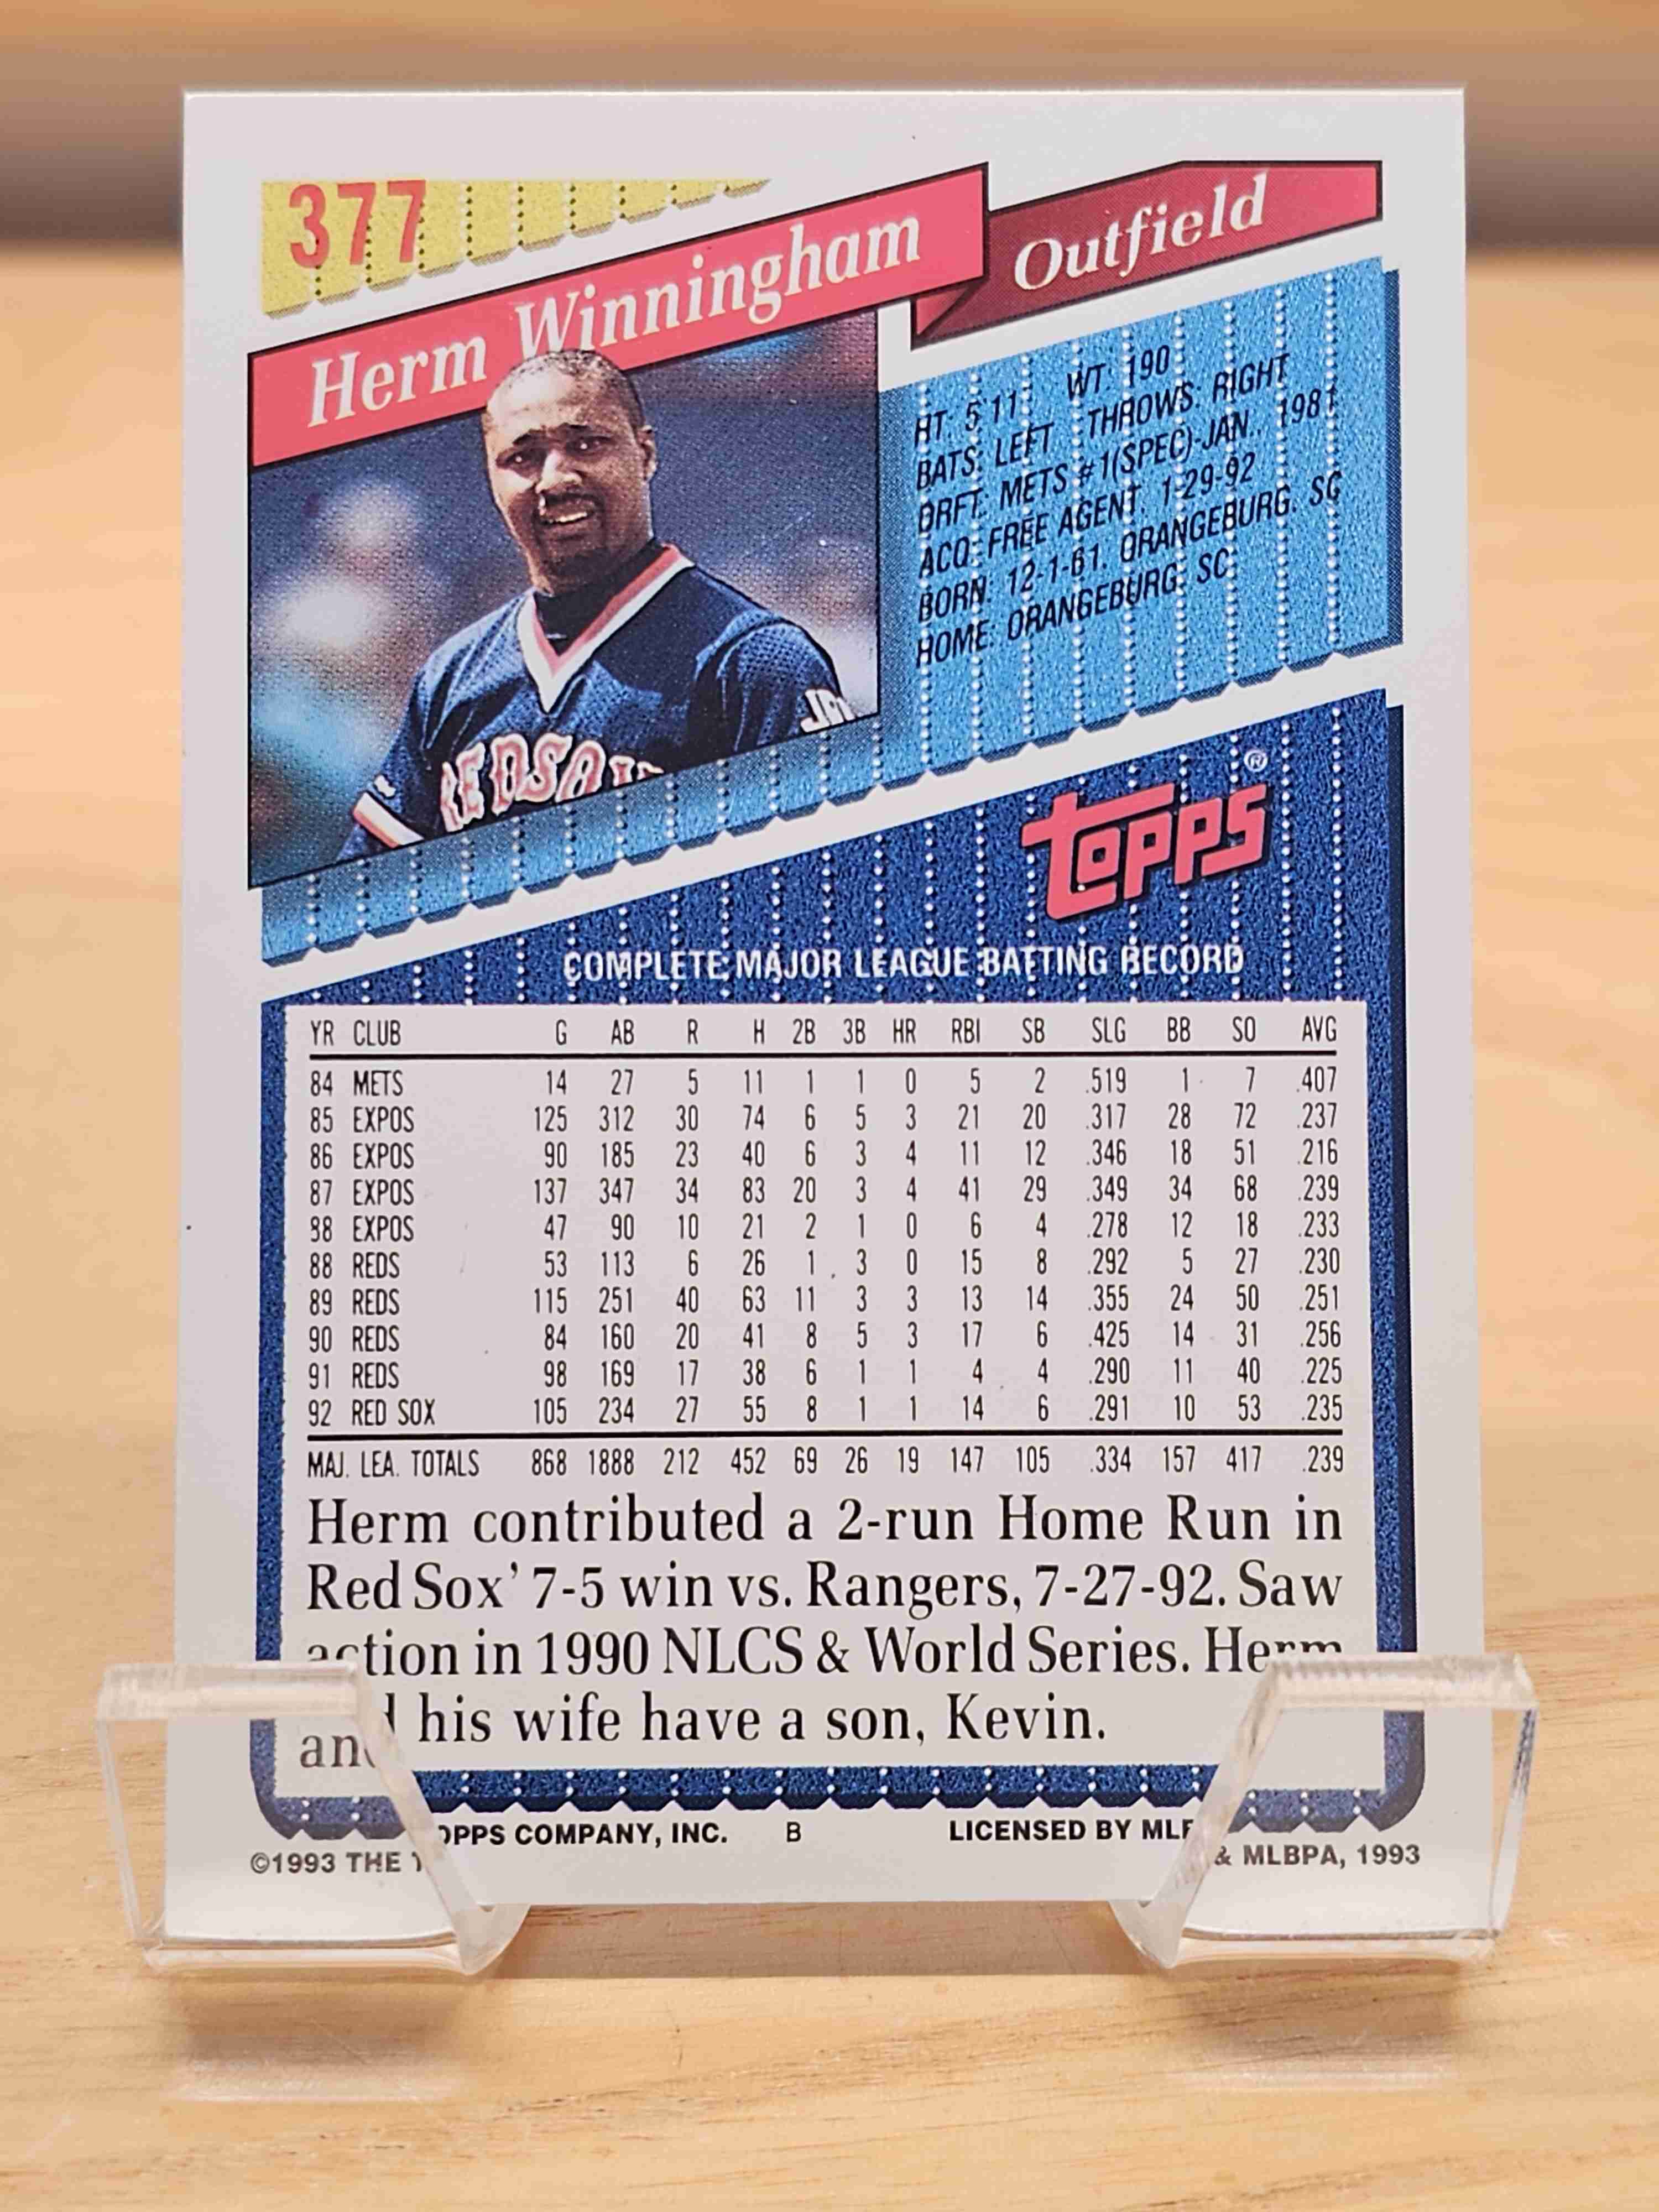 377
Herm Winningham
Outfield
HT: 5'11" WT: 190
BATS: LEFT THROWS: RIGHT
DRFT: METS #1(SPEC)-JAN., 1981
ACQ: FREE AGENT, 1-29-92
BORN: 12-1-61, ORANGEBURG, SC
HOME: ORANGEBURG, SC
REDSO
TOPPS®
COMPLETE MAJOR LEAGUE BATTING RECORD
YR CLUB G AB R H 2B 3B HR RBI SB SLG BB SO AVG
84 METS 14 27 5 11 1 1 0 5 2 .519 1 7 .407
85 EXPOS 125 312 30 74 6 5 3 21 20 .317 28 72 .237
86 EXPOS 90 185 23 40 6 3 4 11 12 .346 18 51 .216
87 EXPOS 137 347 34 83 20 3 4 41 29 .349 34 68 .239
88 EXPOS 47 90 10 21 2 1 0 6 4 .278 12 18 .233
88 REDS 53 113 6 26 1 3 0 15 8 .292 5 27 .230
89 REDS 115 251 40 63 11 3 3 13 14 .355 24 50 .251
90 REDS 84 160 20 41 8 5 3 17 6 .425 14 31 .256
91 REDS 98 169 17 38 6 1 1 4 4 .290 11 40 .225
92 RED SOX 105 234 27 55 8 1 1 14 6 .291 10 53 .235
MAJ. LEA. TOTALS 868 1888 212 452 69 26 19 147 105 .334 157 417 .239
Herm contributed a 2-run Home Run in
Red Sox' 7-5 win vs. Rangers, 7-27-92. Saw
action in 1990 NLCS & World Series. Herm
and his wife have a son, Kevin.
©1993 THE TOPPS COMPANY, INC. B LICENSED BY MLB & MLBPA, 1993